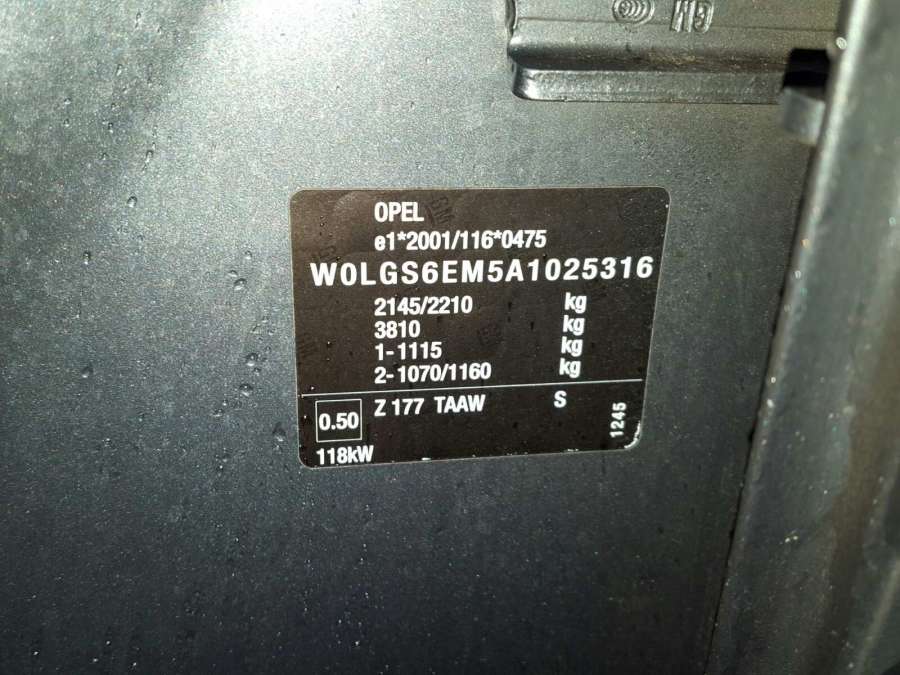 GM
OPEL
e1*2001/116*0475
W0LGS6EM5A1025316
2145/2210 kg
3810 kg
1-1115 kg
2-1070/1160 kg
0.50 Z 177 TAAW S
118kW
1245